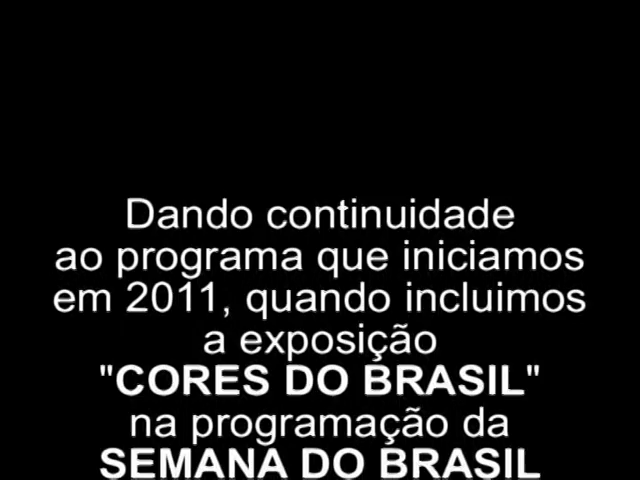 Dando continuidade
ao programa que iniciamos
em 2011, quando incluimos
a exposição
"CORES DO BRASIL"
na programação da
SEMANA DO BRASIL